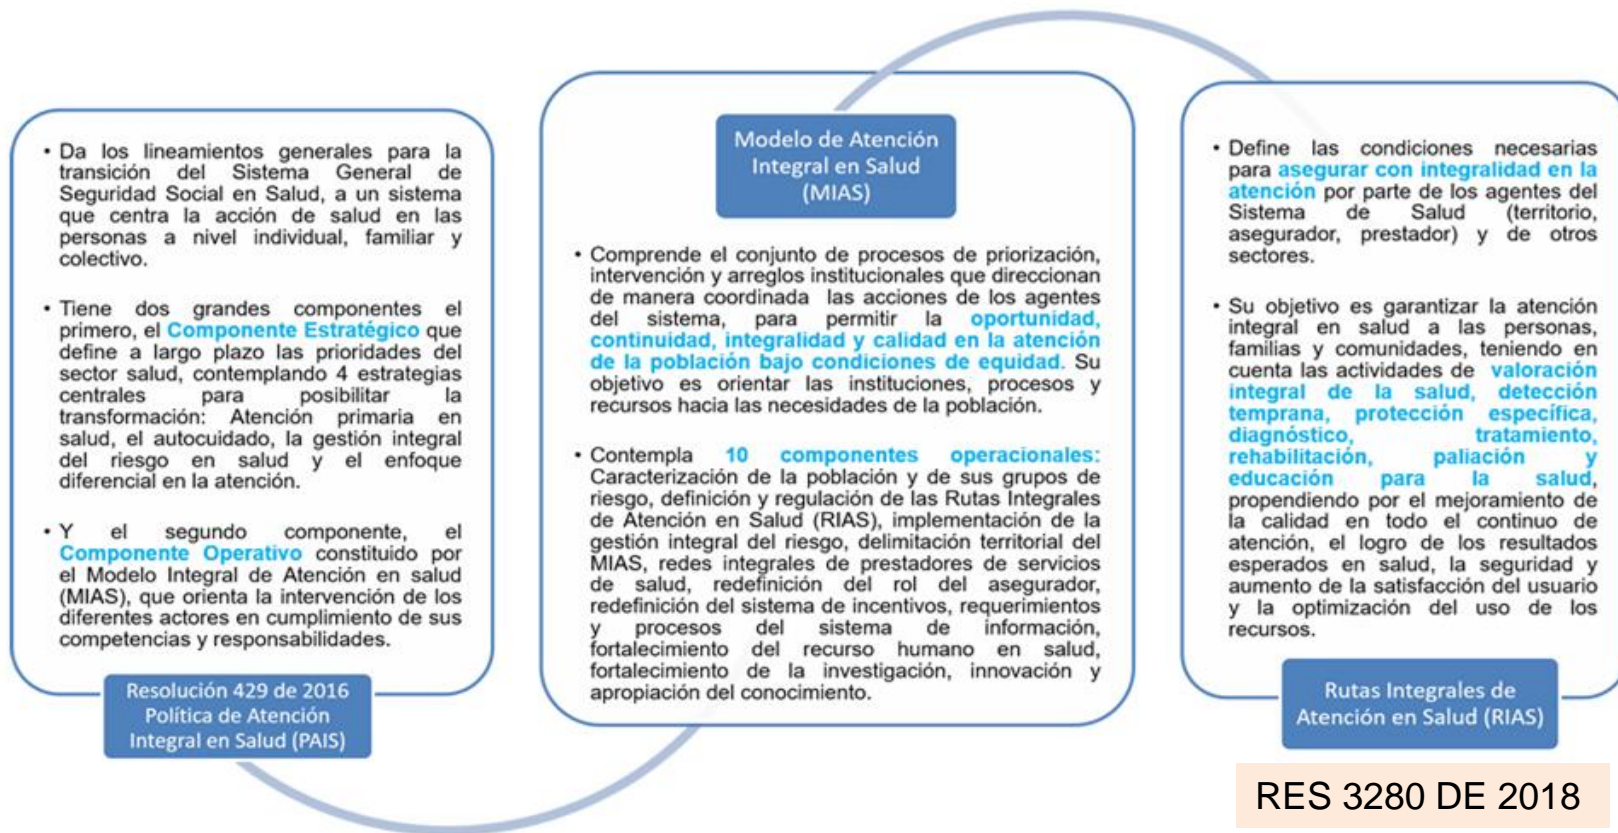 • Da los lineamientos generales para la
transición del Sistema General de
Seguridad Social en Salud, a un sistema
que centra la acción de salud en las
personas a nivel individual, familiar y
colectivo.
• Tiene dos grandes componentes el
primero, el Componente Estratégico que
define a largo plazo las prioridades del
sector salud, contemplando 4 estrategias
centrales para posibilitar la
transformación: Atención primaria en
salud, el autocuidado, la gestión integral
del riesgo en salud y el enfoque
diferencial en la atención.
• Y el segundo componente, el
Componente Operativo constituido por
el Modelo Integral de Atención en salud
(MIAS), que orienta la intervención de los
diferentes actores en cumplimiento de sus
competencias y responsabilidades.
Resolución 429 de 2016
Política de Atención
Integral en Salud (PAIS)
Modelo de Atención
Integral en Salud
(MIAS)
• Comprende el conjunto de procesos de priorización,
intervención y arreglos institucionales que direccionan
de manera coordinada las acciones de los agentes
del sistema, para permitir la oportunidad,
continuidad, integralidad y calidad en la atención
de la población bajo condiciones de equidad. Su
objetivo es orientar las instituciones, procesos y
recursos hacia las necesidades de la población.
• Contempla 10 componentes operacionales:
Caracterización de la población y de sus grupos de
riesgo, definición y regulación de las Rutas Integrales
de Atención en Salud (RIAS), implementación de la
gestión integral del riesgo, delimitación territorial del
MIAS, redes integrales de prestadores de servicios
de salud, redefinición del rol del asegurador,
redefinición del sistema de incentivos, requerimientos
y procesos del sistema de información,
fortalecimiento del recurso humano en salud,
fortalecimiento de la investigación, innovación y
apropiación del conocimiento.
• Define las condiciones necesarias
para asegurar con integralidad en la
atención por parte de los agentes del
Sistema de Salud (territorio,
asegurador, prestador) y de otros
sectores.
• Su objetivo es garantizar la atención
integral en salud a las personas,
familias y comunidades, teniendo en
cuenta las actividades de valoración
integral de la salud, detección
temprana, protección específica,
diagnóstico, tratamiento,
rehabilitación, paliación y
educación para la salud,
propendiendo por el mejoramiento de
la calidad en todo el continuo de
atención, el logro de los resultados
esperados en salud, la seguridad y
aumento de la satisfacción del usuario
y la optimización del uso de los
recursos.
Rutas Integrales de
Atención en Salud (RIAS)
RES 3280 DE 2018